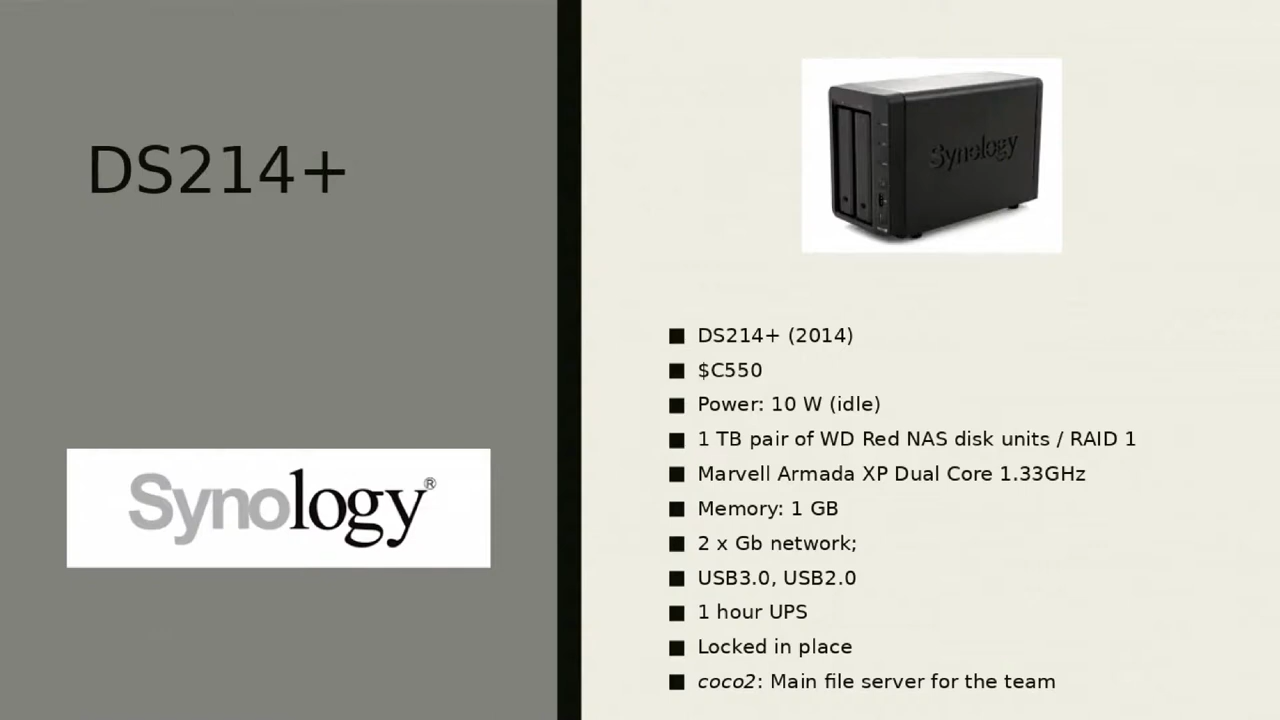 DS214+
Synology
Synology®
DS214+ (2014)
$C550
Power: 10 W (idle)
1 TB pair of WD Red NAS disk units / RAID 1
Marvell Armada XP Dual Core 1.33GHz
Memory: 1 GB
2 x Gb network;
USB3.0, USB2.0
1 hour UPS
Locked in place
coco2: Main file server for the team